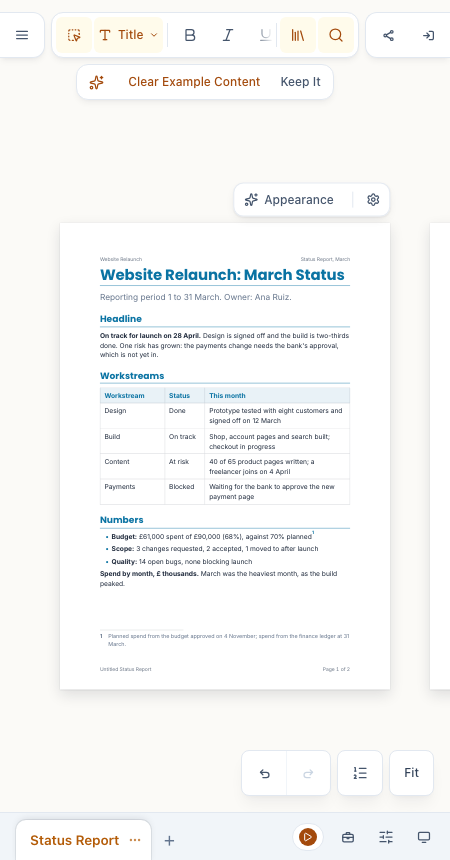 Title
B I U
Clear Example Content Keep It
Appearance
Website Relaunch Status Report, March
Website Relaunch: March Status
Reporting period 1 to 31 March. Owner: Ana Ruiz.
Headline
On track for launch on 28 April. Design is signed off and the build is two-thirds
done. One risk has grown: the payments change needs the bank's approval,
which is not yet in.
Workstreams
Workstream Status This month
Design Done Prototype tested with eight customers and
signed off on 12 March
Build On track Shop, account pages and search built;
checkout in progress
Content At risk 40 of 65 product pages written; a
freelancer joins on 4 April
Payments Blocked Waiting for the bank to approve the new
payment page
Numbers
• Budget: £61,000 spent of £90,000 (68%), against 70% planned1
• Scope: 3 changes requested, 2 accepted, 1 moved to after launch
• Quality: 14 open bugs, none blocking launch
Spend by month, £ thousands. March was the heaviest month, as the build
peaked.
1 Planned spend from the budget approved on 4 November; spend from the finance ledger at 31
March.
Untitled Status Report Page 1 of 2
Fit
Status Report